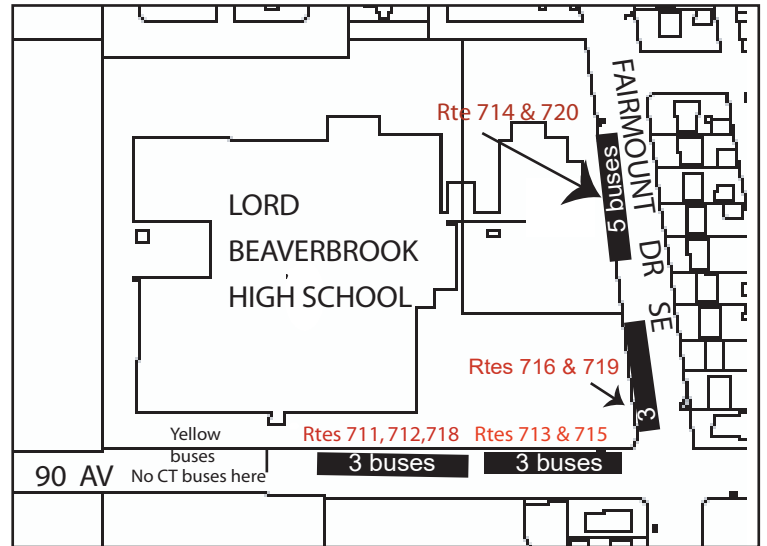 FAIRMOUNT DR SE
Rte 714 & 720
5 buses
LORD
BEAVERBROOK
HIGH SCHOOL
Rtes 716 & 719
3
Yellow
buses
No CT buses here
Rtes 711, 712,718
Rtes 713 & 715
3 buses
3 buses
90 AV